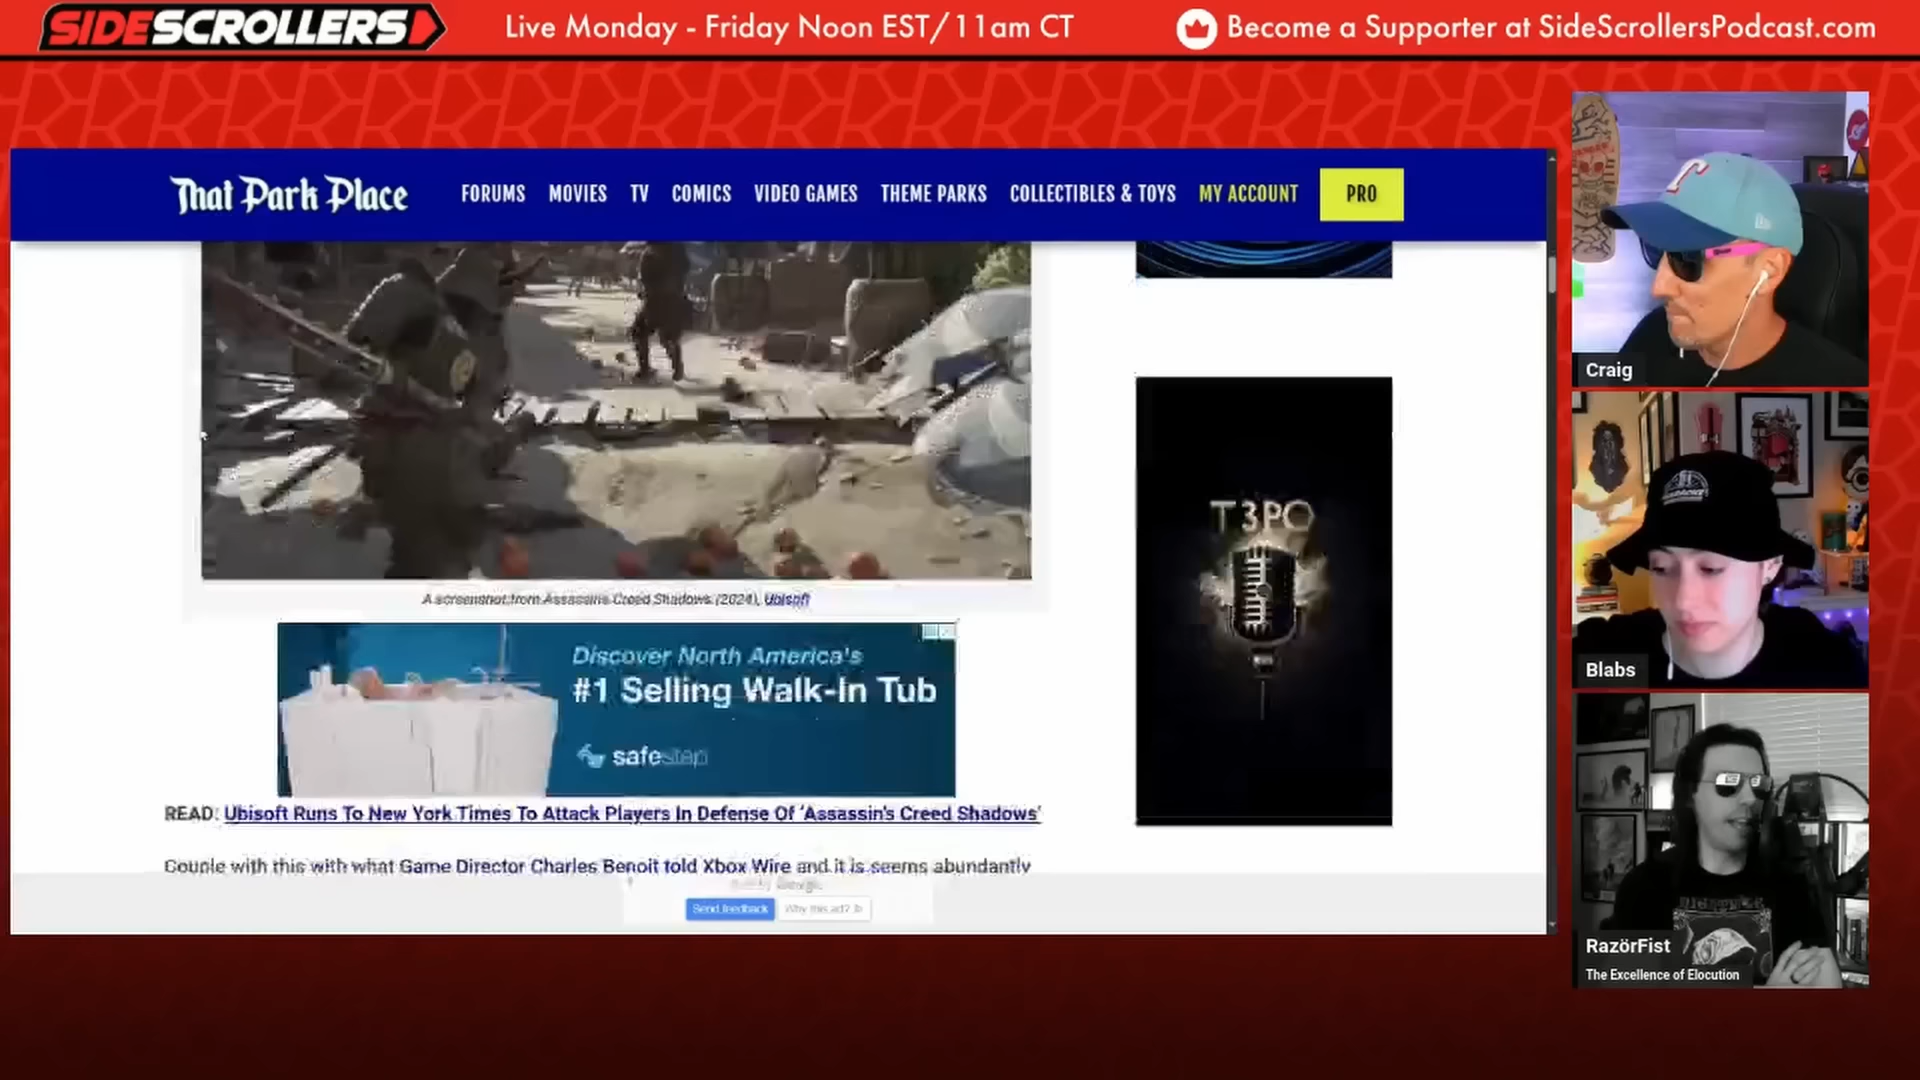 SIDESCROLLERS
Live Monday - Friday Noon EST/11am CT
Become a Supporter at SideScrollersPodcast.com
That Park Place
FORUMS MOVIES TV COMICS VIDEO GAMES THEME PARKS COLLECTIBLES & TOYS MY ACCOUNT PRO
Craig
T3PO
A screenshot from Assassins Creed Shadows (2024), Ubisoft
Discover North America's
#1 Selling Walk-In Tub
safestep
Blabs
READ: Ubisoft Runs To New York Times To Attack Players In Defense Of ‘Assassin's Creed Shadows’
Couple with this with what Game Director Charles Benoit told Xbox Wire and it is seems abundantly
Send feedback
Why this ad?
RazörFist
The Excellence of Elocution